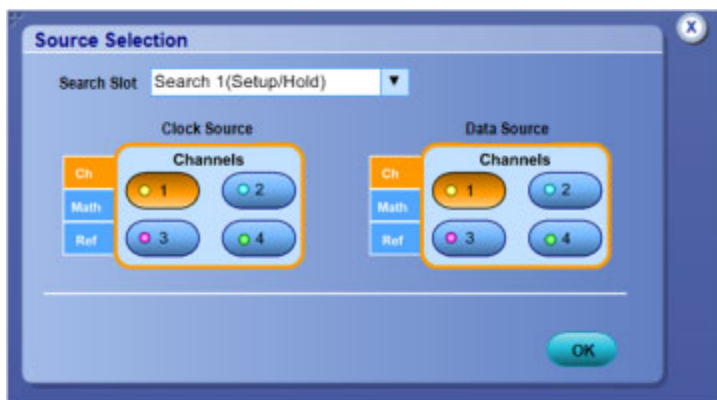 X
Source Selection
Search Slot Search 1(Setup/Hold)
Clock Source
Ch
Math
Ref
Channels
1 2
3 4
Data Source
Ch
Math
Ref
Channels
1 2
3 4
OK